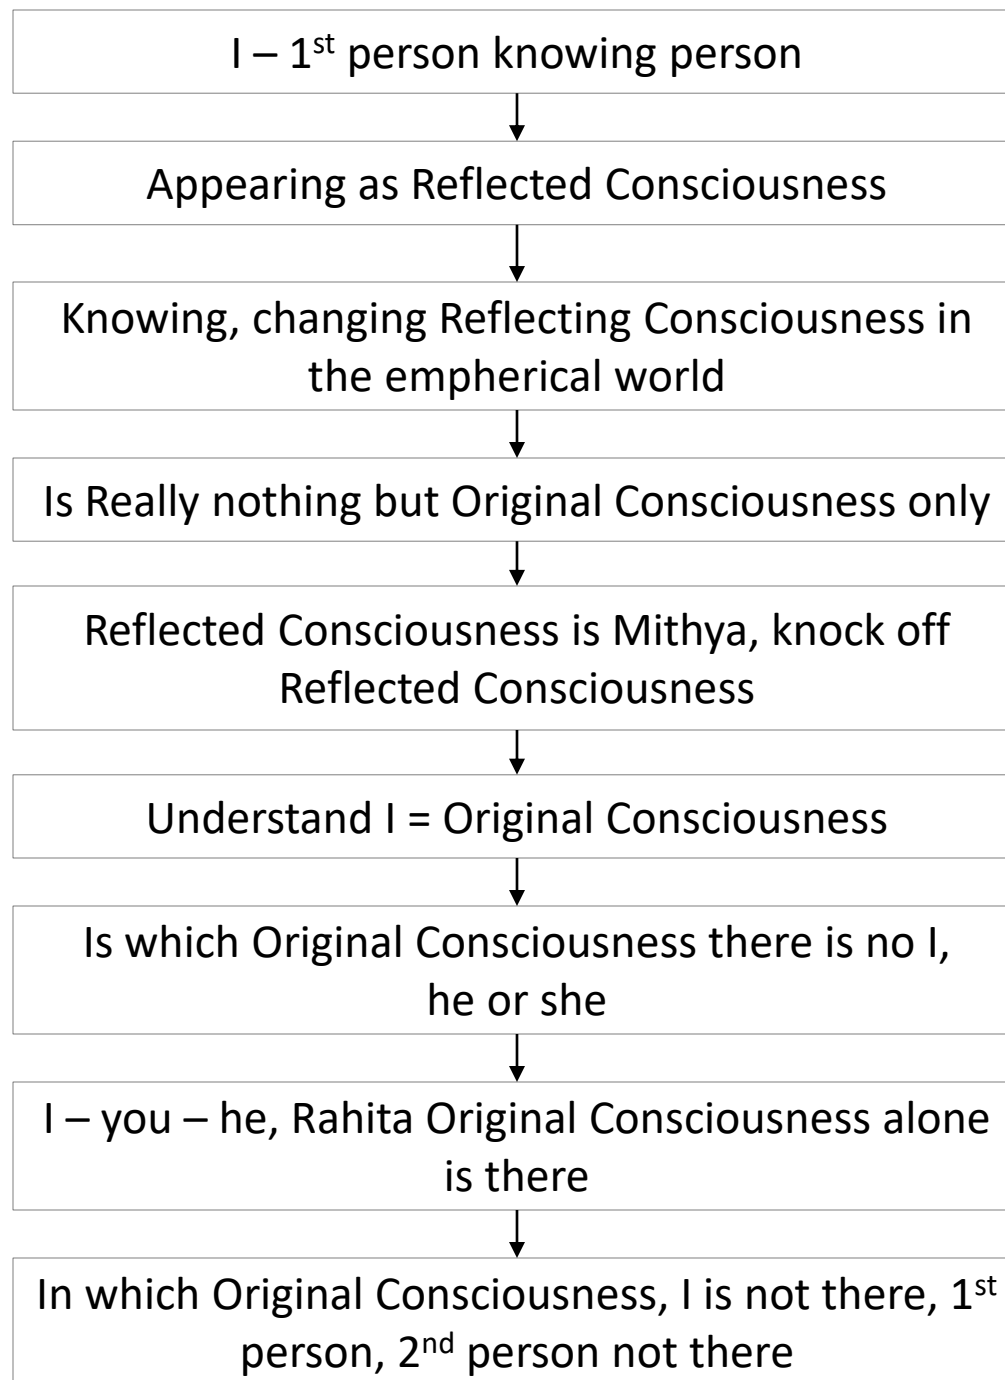 I – 1st person knowing person
Appearing as Reflected Consciousness
Knowing, changing Reflecting Consciousness in
the empherical world
Is Really nothing but Original Consciousness only
Reflected Consciousness is Mithya, knock off
Reflected Consciousness
Understand I = Original Consciousness
Is which Original Consciousness there is no I,
he or she
I – you – he, Rahita Original Consciousness alone
is there
In which Original Consciousness, I is not there, 1st
person, 2nd person not there